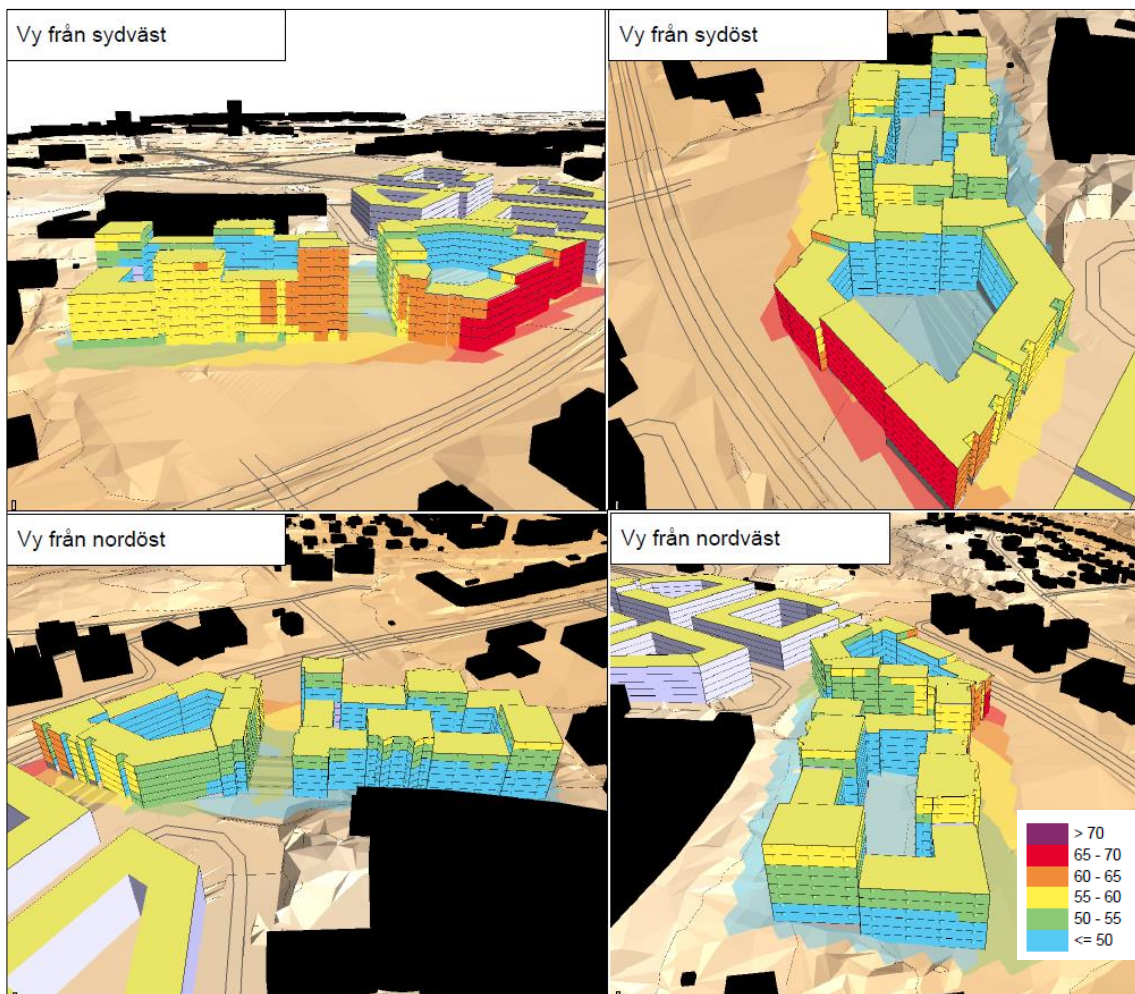 Vy från sydväst
Vy från sydöst
Vy från nordöst
Vy från nordväst
> 70
65 - 70
60 - 65
55 - 60
50 - 55
<= 50